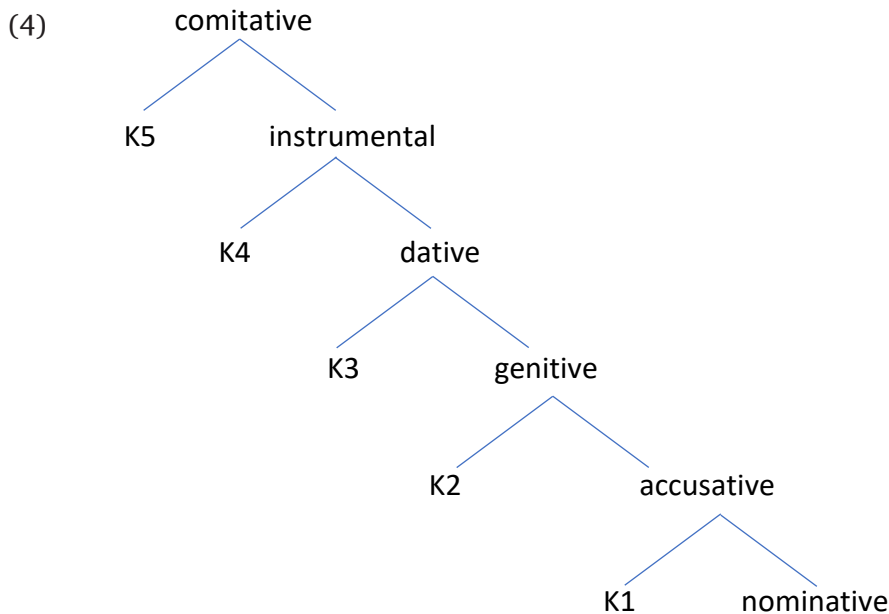 (4)
comitative
K5 instrumental
K4 dative
K3 genitive
K2 accusative
K1 nominative